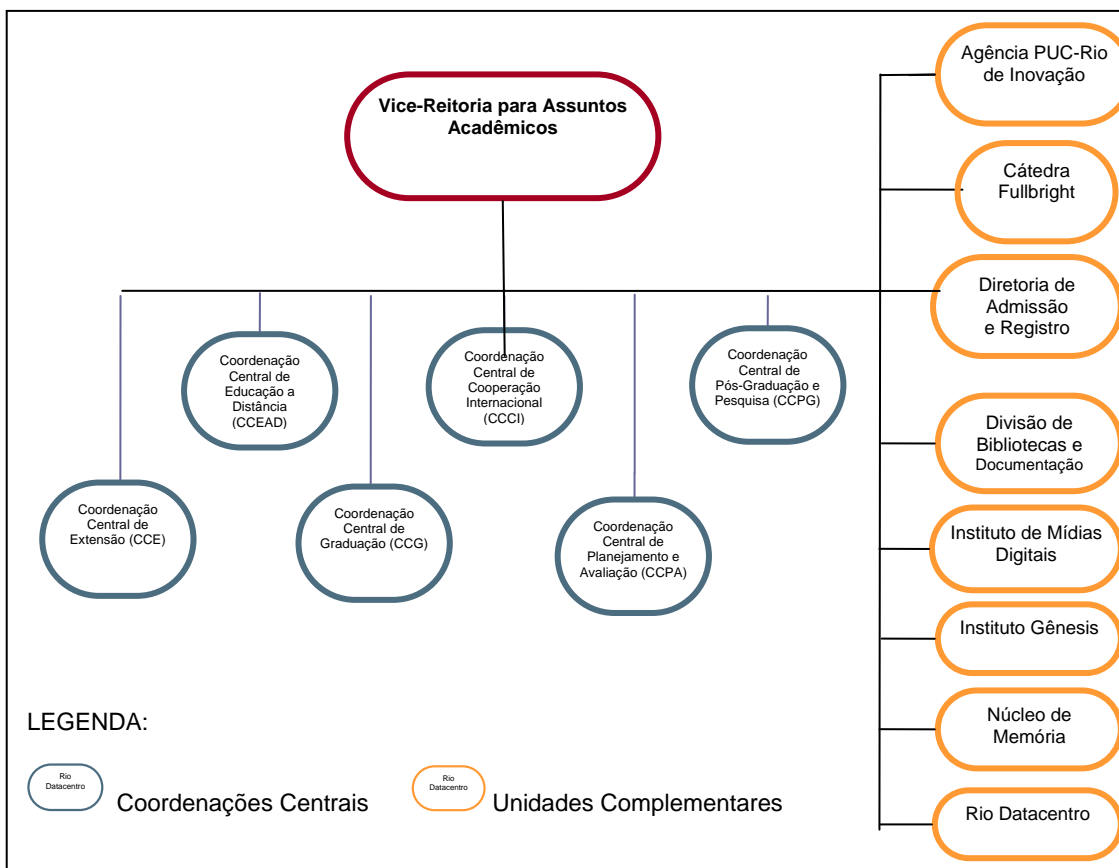 Vice-Reitoria para Assuntos
Acadêmicos
Agência PUC-Rio
de Inovação
Cátedra
Fullbright
Diretoria de
Admissão
e Registro
Divisão de
Bibliotecas e
Documentação
Instituto de Mídias
Digitais
Instituto Gênesis
Núcleo de
Memória
Rio Datacentro
Coordenação
Central de
Educação a
Distância
(CCEAD)
Coordenação
Central de
Cooperação
Internacional
(CCCI)
Coordenação
Central de
Pós-Graduação e
Pesquisa (CCPG)
Coordenação
Central de
Extensão (CCE)
Coordenação
Central de
Graduação (CCG)
Coordenação
Central de
Planejamento e
Avaliação (CCPA)
LEGENDA:
Rio
Datacentro
Coordenações Centrais
Rio
Datacentro
Unidades Complementares